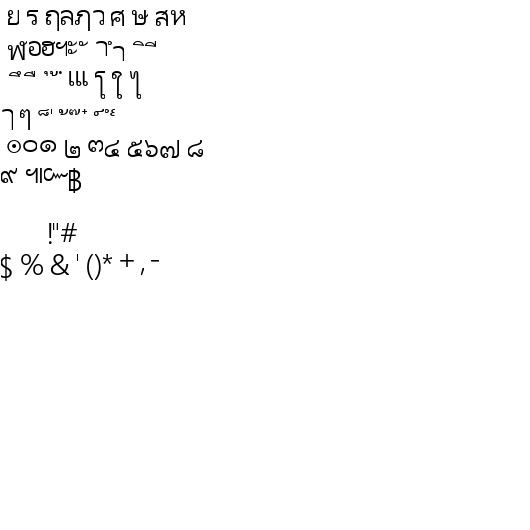 ย ร ฤลฦว ศ ษ สห
ฬอฮฯะ ั าำ ิ ี
ึ ื ุ ู ฺ เแโใไ
ๅๆ ็ ่ ้ ๊ ๋ ์ ํ ๎
๏๐๑ ๒ ๓๔ ๕๖๗ ๘
๙ ๚๛฿
!"#
$ % & ' ()* + , -